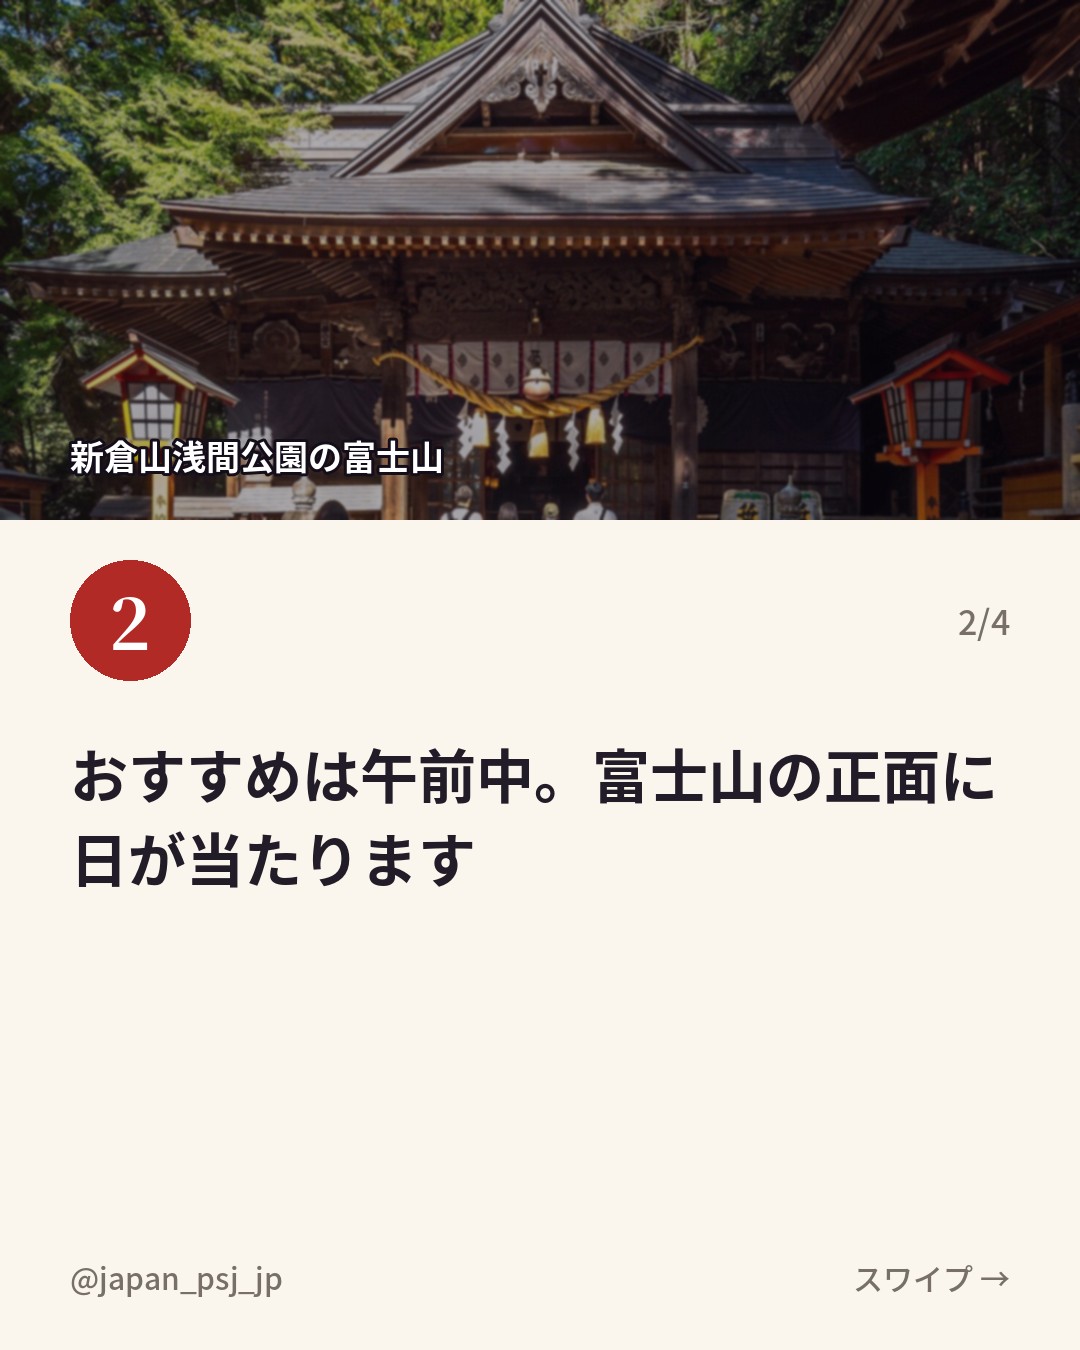 新倉山浅間公園の富士山
2
2/4
おすすめは午前中。富士山の正面に
日が当たります
@japan_psj_jp
スワイプ →